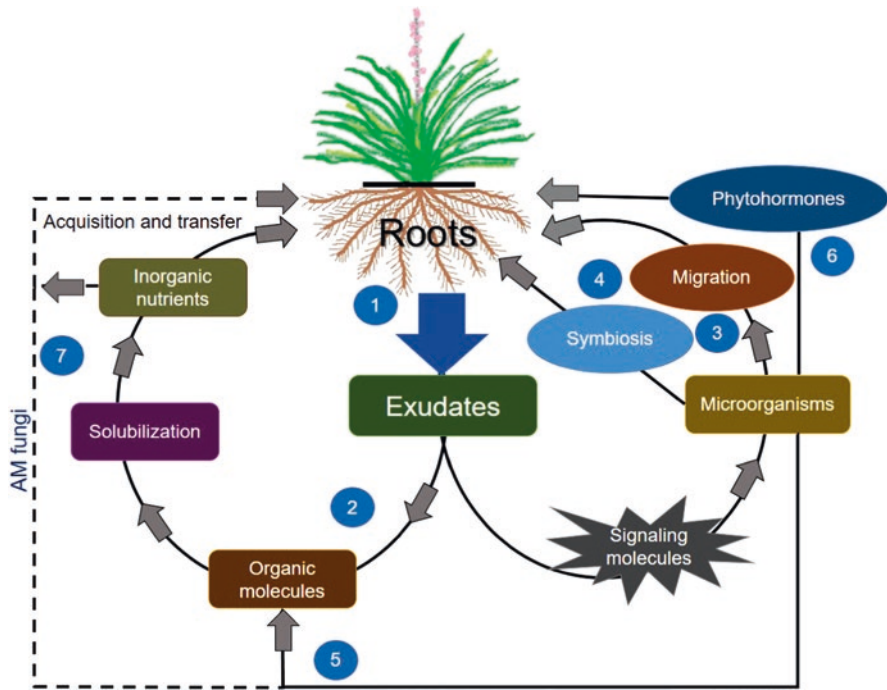 Phytohormones
Acquisition and transfer
Roots
Inorganic
nutrients
1
4
Migration
6
Symbiosis
3
7
AM fungi
Solubilization
Exudates
Microorganisms
2
Signaling
molecules
Organic
molecules
5